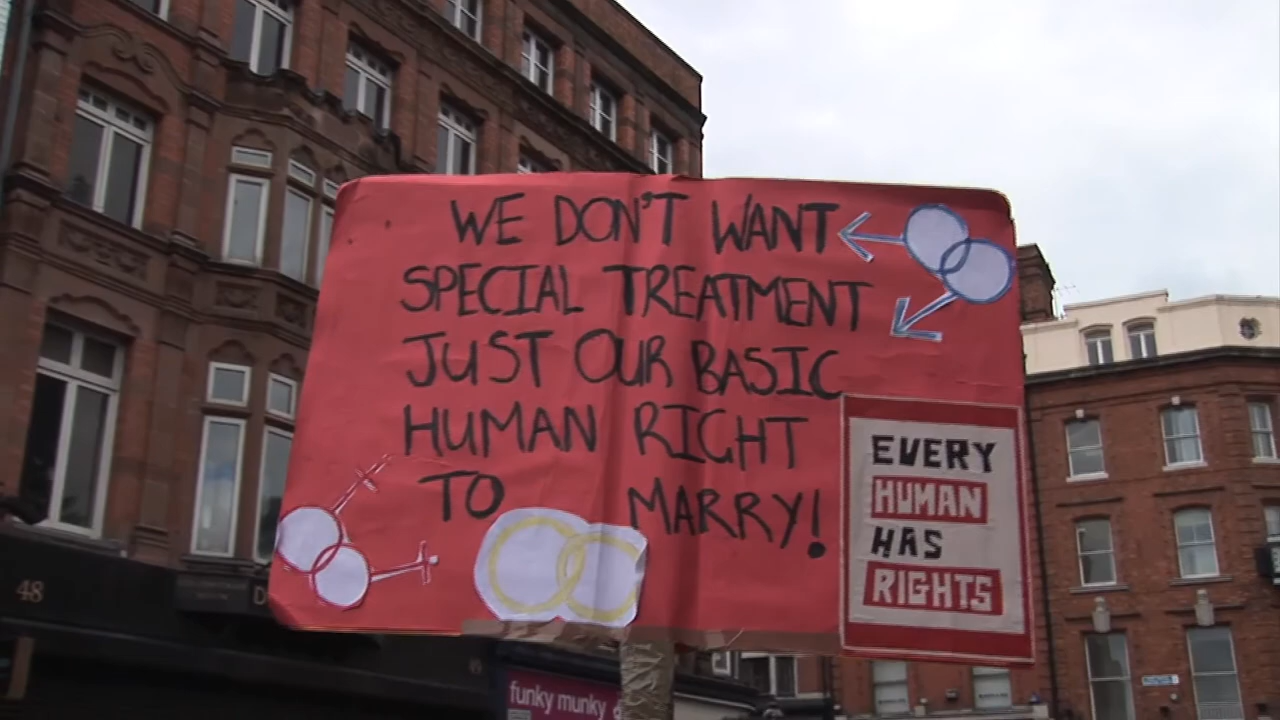 WE DON'T WANT
SPECIAL TREATMENT
JUST OUR BASIC
HUMAN RIGHT
TO MARRY!
EVERY
HUMAN
HAS
RIGHTS
48
funky munky